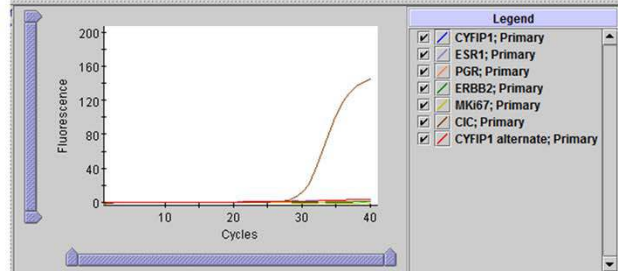 200
160
120
80
40
0
Fluorescence
10 20 30 40
Cycles
Legend
CYFIP1; Primary
ESR1; Primary
PGR; Primary
ERBB2; Primary
MKi67; Primary
CIC; Primary
CYFIP1 alternate; Primary